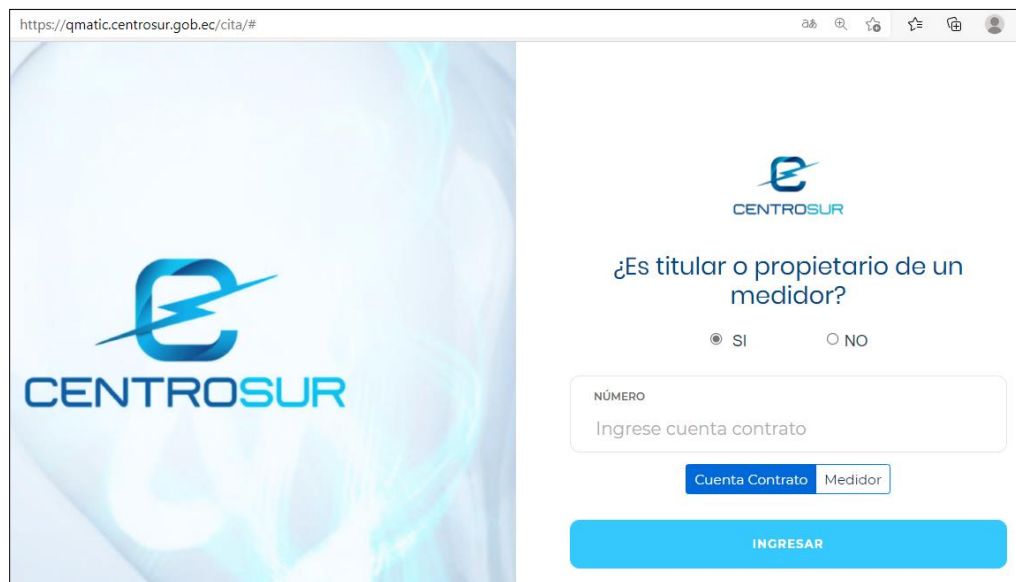 https://qmatic.centrosur.gob.ec/cita/#
CENTROSUR
CENTROSUR
¿Es titular o propietario de un
medidor?
SI NO
NÚMERO
Ingrese cuenta contrato
Cuenta Contrato Medidor
INGRESAR